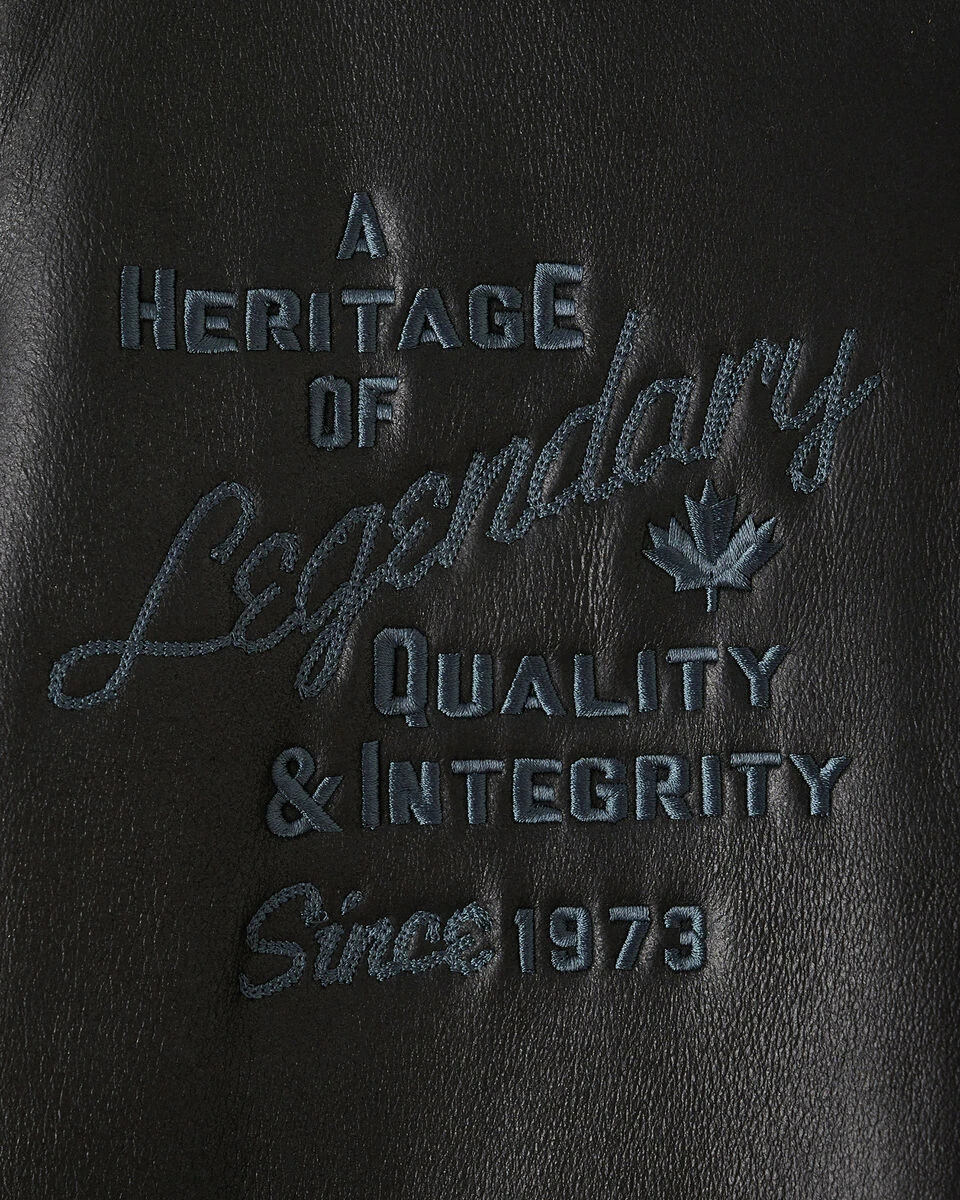 A
HERITAGE
OF
Legendary
QUALITY
& INTEGRITY
Since 1973